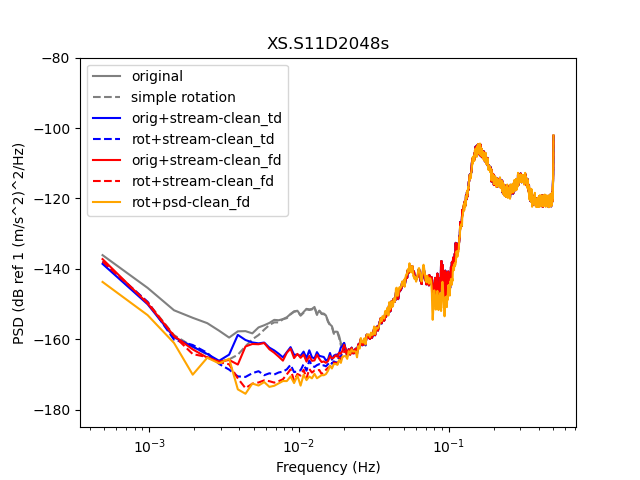 XS.S11D2048s
PSD (dB ref 1 (m/s^2)^2/Hz)
−80
−100
−120
−140
−160
−180
original
simple rotation
orig+stream-clean_td
rot+stream-clean_td
orig+stream-clean_fd
rot+stream-clean_fd
rot+psd-clean_fd
10⁻³ 10⁻² 10⁻¹
Frequency (Hz)